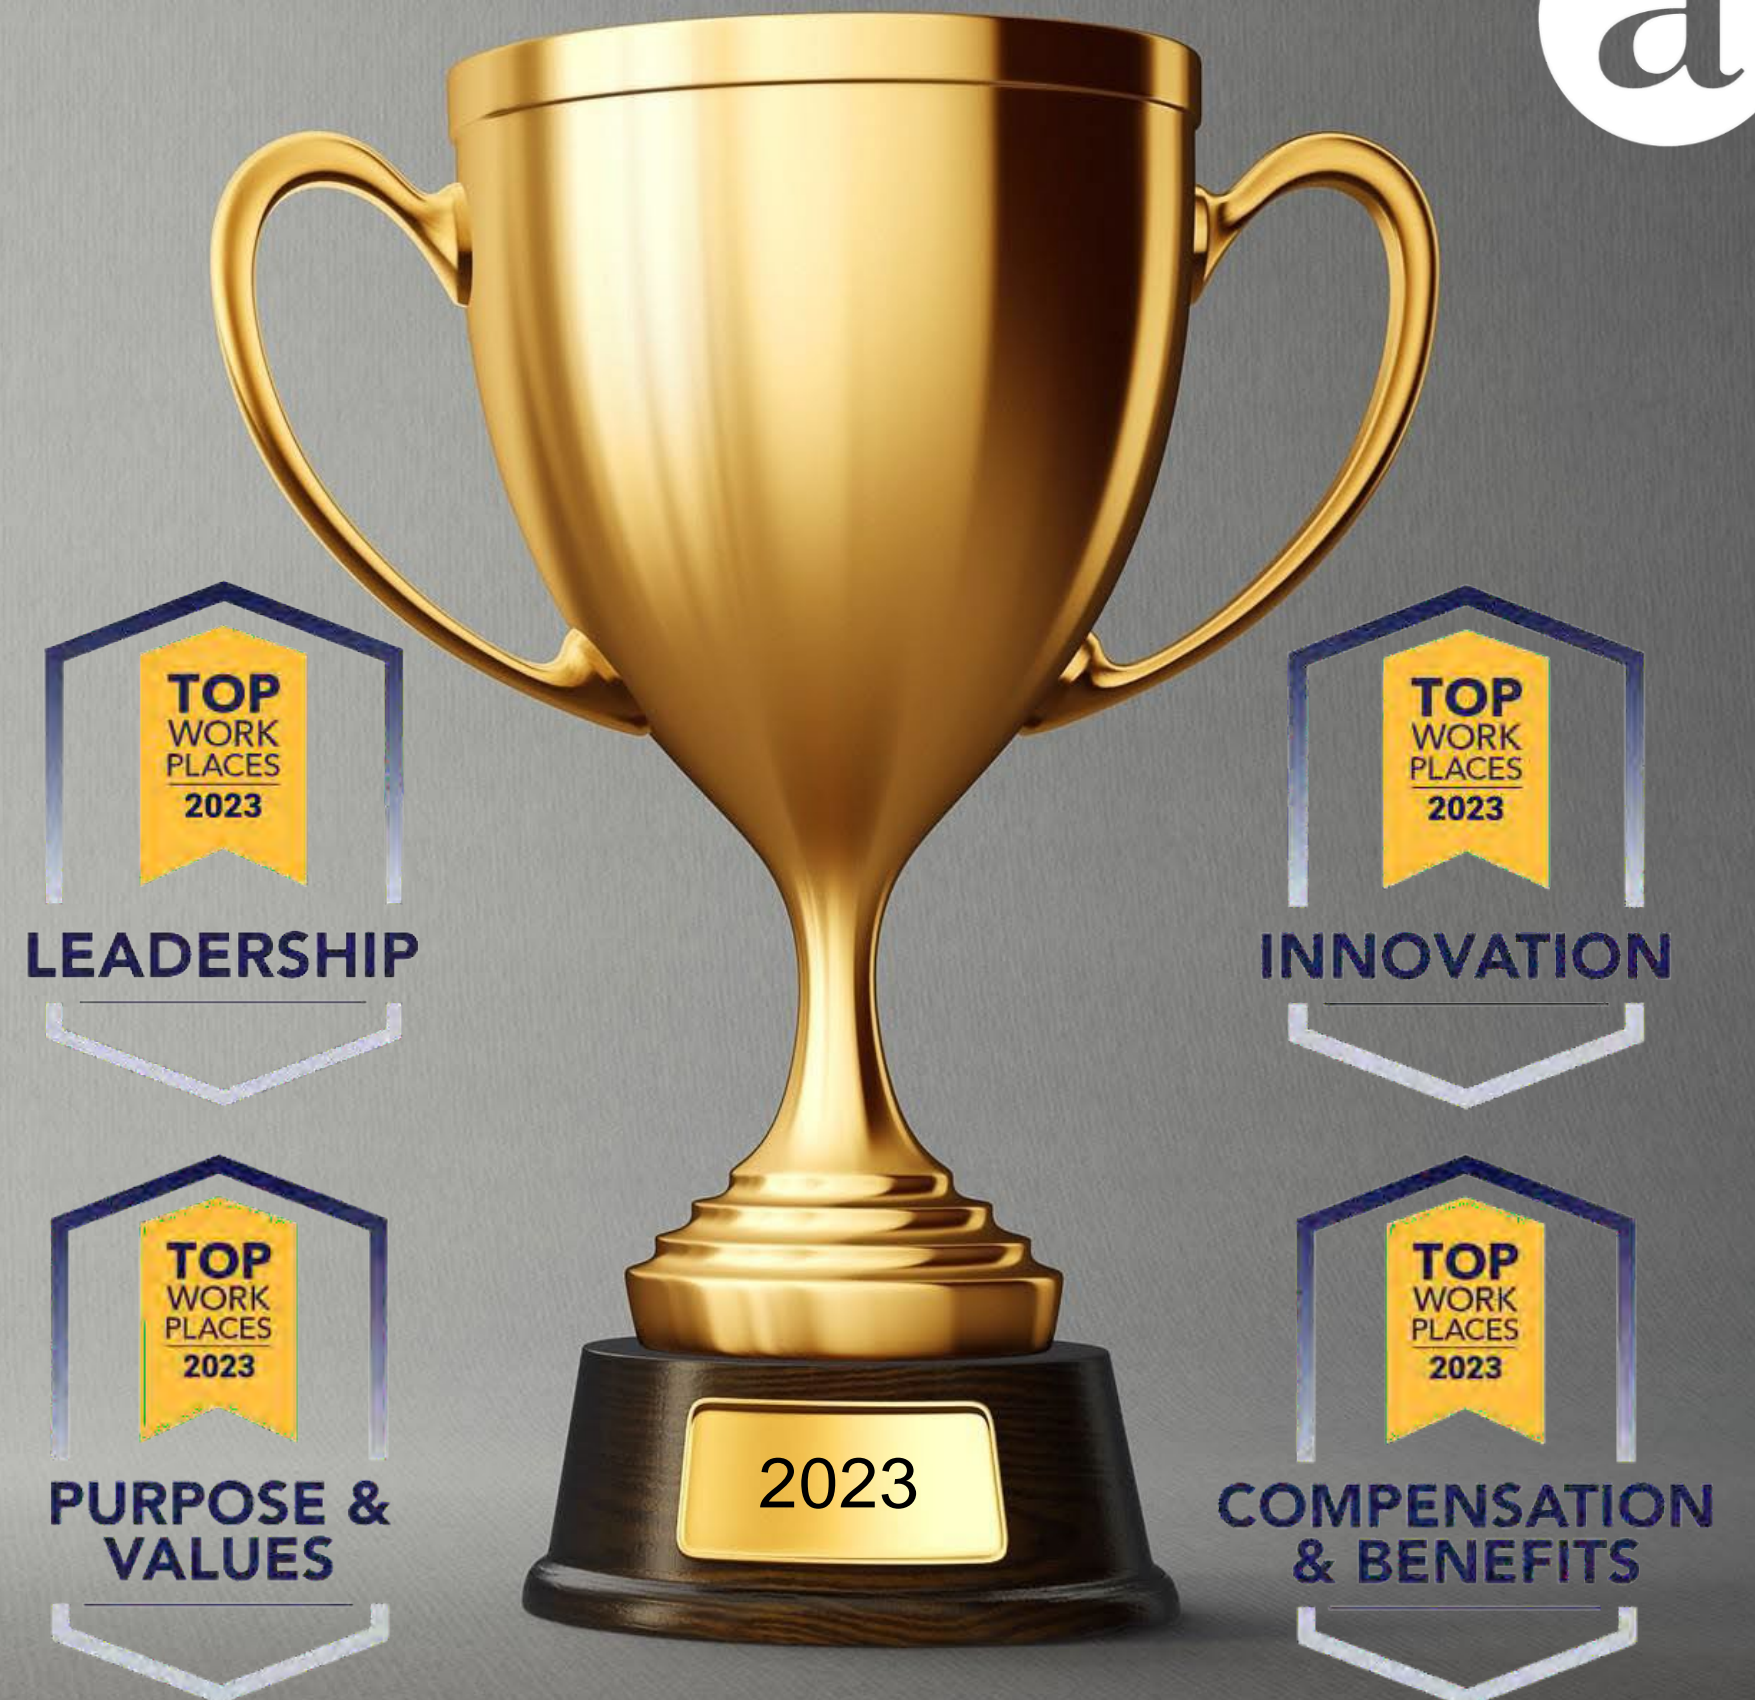 a
TOP
WORK
PLACES
2023
LEADERSHIP
TOP
WORK
PLACES
2023
INNOVATION
TOP
WORK
PLACES
2023
PURPOSE &
VALUES
2023
TOP
WORK
PLACES
2023
COMPENSATION
& BENEFITS